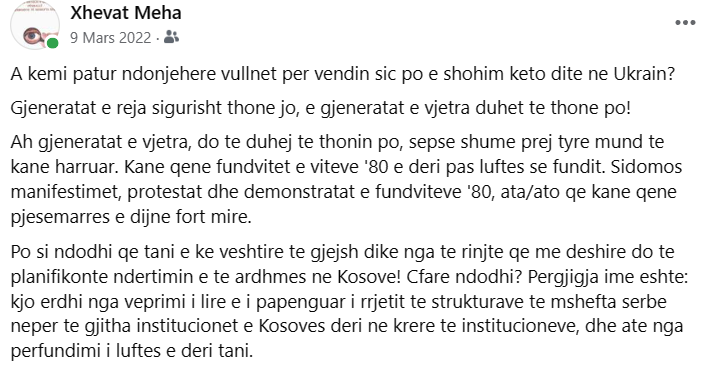 Xhevat Meha
9 Mars 2022 ·
A kemi patur ndonjehere vullnet per vendin sic po e shohim keto dite ne Ukrain?
Gjeneratat e reja sigurisht thone jo, e gjeneratat e vjetra duhet te thone po!
Ah gjeneratat e vjetra, do te duhej te thonin po, sepse shume prej tyre mund te
kane harruar. Kane qene fundvitet e viteve '80 e deri pas luftes se fundit. Sidomos
manifestimet, protestat dhe demonstratat e fundviteve '80, ata/ato qe kane qene
pjesemarres e dijne fort mire.
Po si ndodhi qe tani e ke veshtire te gjejsh dike nga te rinjte qe me deshire do te
planifikonte ndertimin e te ardhmes ne Kosove! Cfare ndodhi? Pergjigja ime eshte:
kjo erdhi nga veprimi i lire e i papenguar i rrjetit te strukturave te mshefta serbe
neper te gjitha institucionet e Kosoves deri ne krere te institucioneve, dhe ate nga
perfundimi i luftes e deri tani.